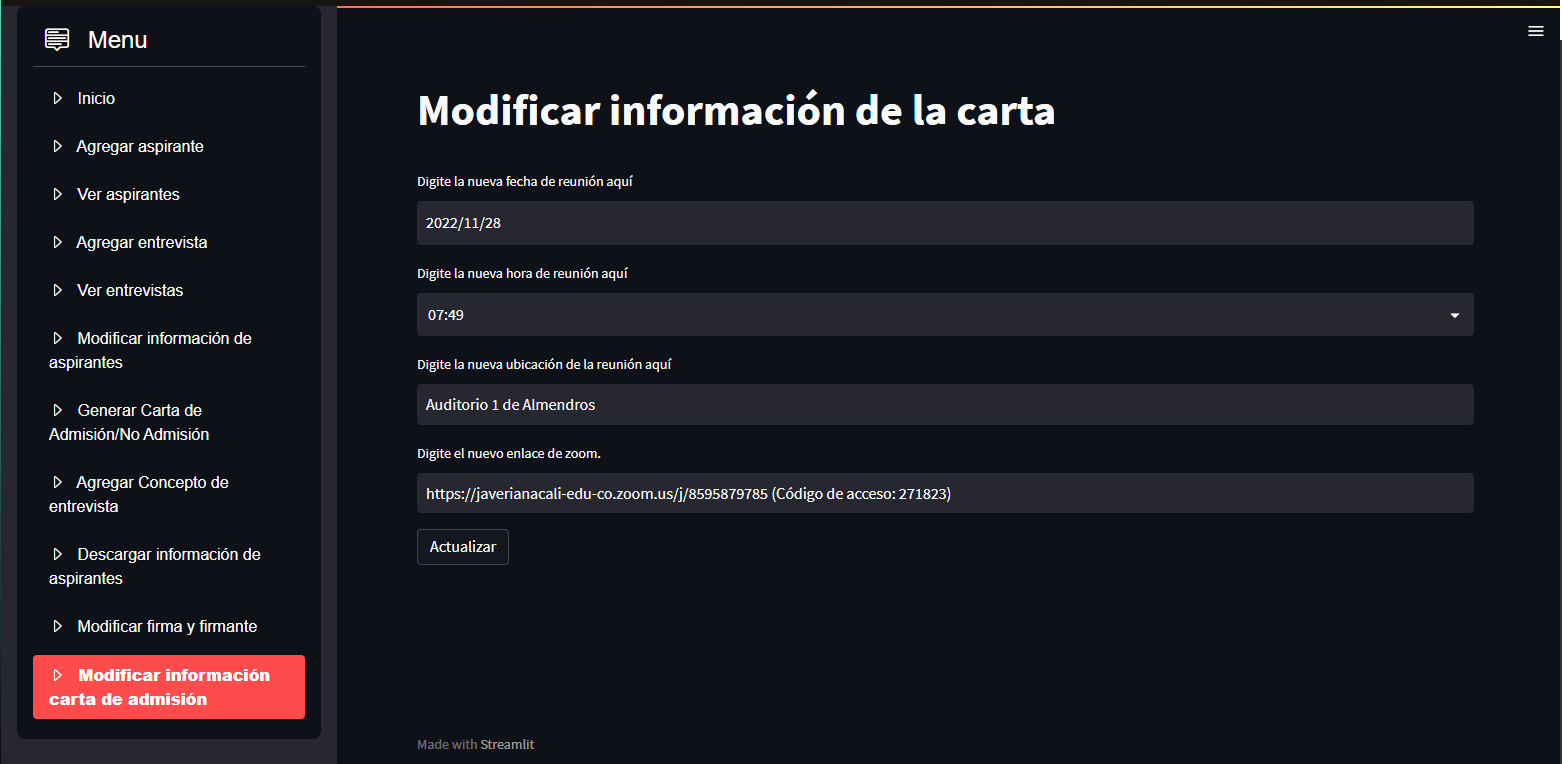 Menu
Inicio
Agregar aspirante
Ver aspirantes
Agregar entrevista
Ver entrevistas
Modificar información de
aspirantes
Generar Carta de
Admisión/No Admisión
Agregar Concepto de
entrevista
Descargar información de
aspirantes
Modificar firma y firmante
Modificar información
carta de admisión
Modificar información de la carta
Digite la nueva fecha de reunión aquí
2022/11/28
Digite la nueva hora de reunión aquí
07:49
Digite la nueva ubicación de la reunión aquí
Auditorio 1 de Almendros
Digite el nuevo enlace de zoom.
https://javerianacali-edu-co.zoom.us/j/8595879785 (Código de acceso: 271823)
Actualizar
Made with Streamlit